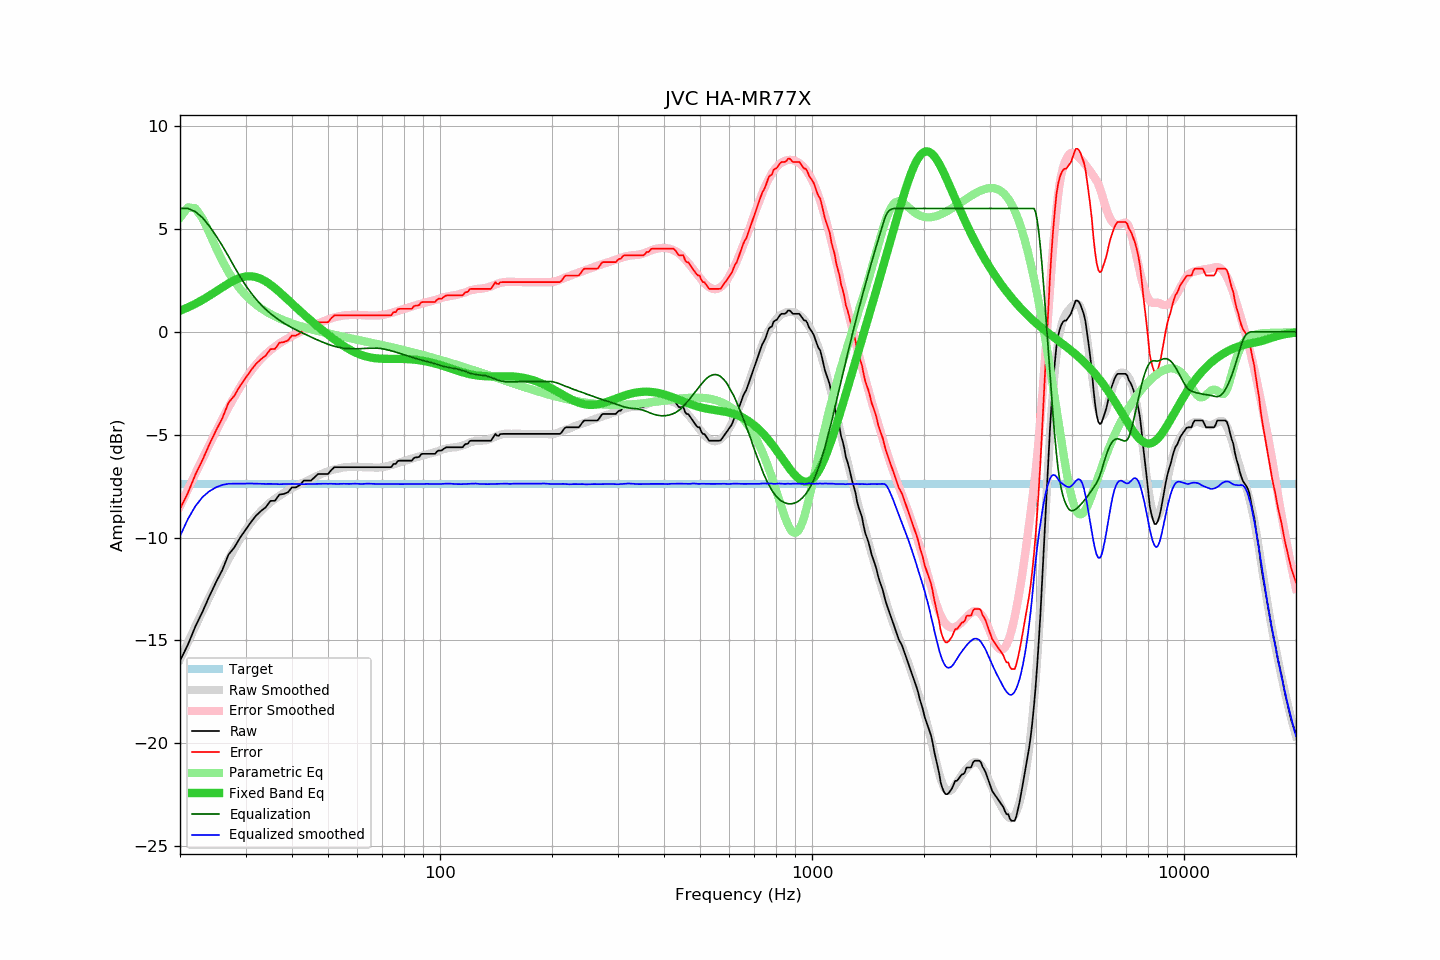 JVC HA-MR77X
10
5
0
−5
−10
−15
−20
−25
Amplitude (dBr)
Target
Raw Smoothed
Error Smoothed
Raw
Error
Parametric Eq
Fixed Band Eq
Equalization
Equalized smoothed
100
1000
10000
Frequency (Hz)